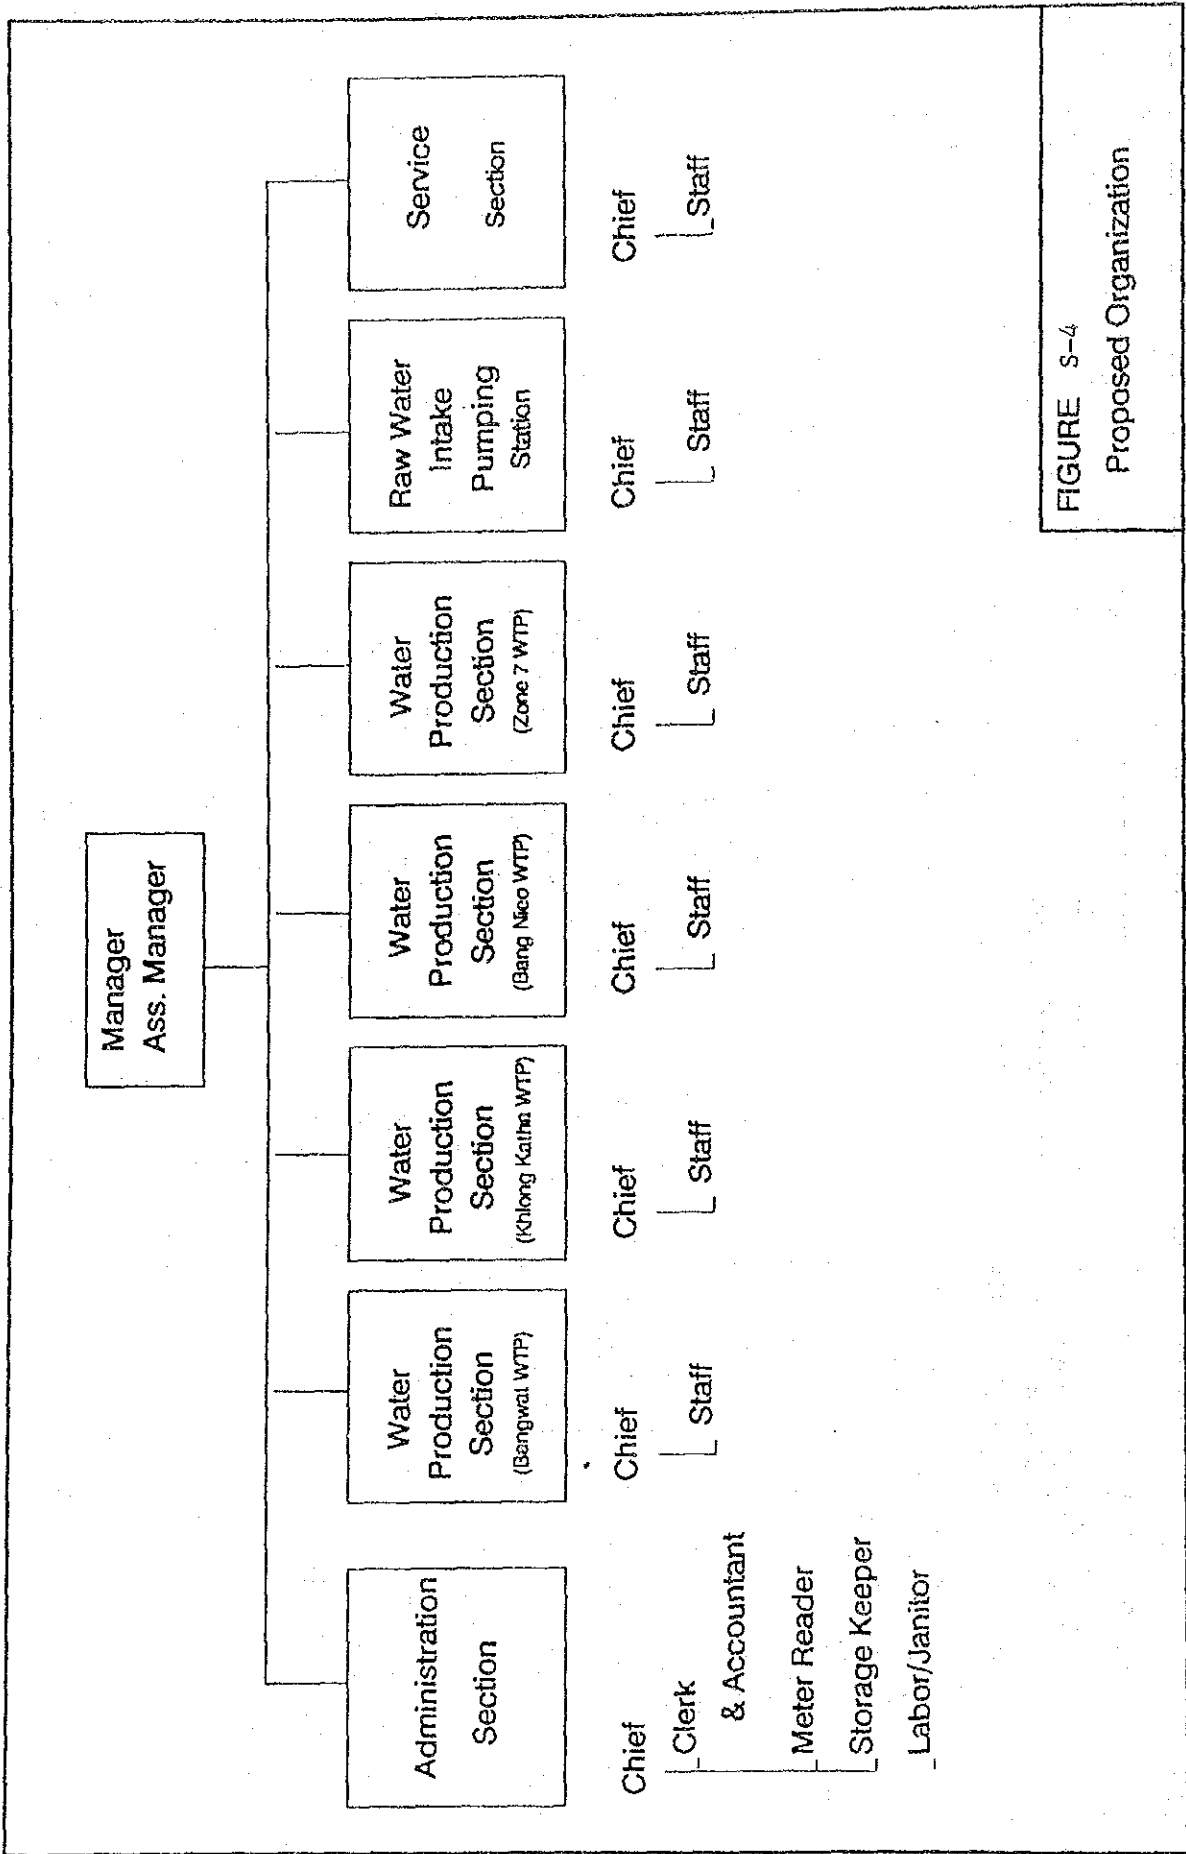 Manager
Ass. Manager
Administration
Section
Chief
Clerk
& Accountant
Meter Reader
Storage Keeper
Labor/Janitor
Water
Production
Section
(Bangwal WTP)
Chief
Staff
Water
Production
Section
(Khlong Katha WTP)
Chief
Staff
Water
Production
Section
(Bang Nico WTP)
Chief
Staff
Water
Production
Section
(Zone 7 WTP)
Chief
Staff
Raw Water
Intake
Pumping
Station
Chief
Staff
Service
Section
Chief
Staff
FIGURE S-4
Proposed Organization